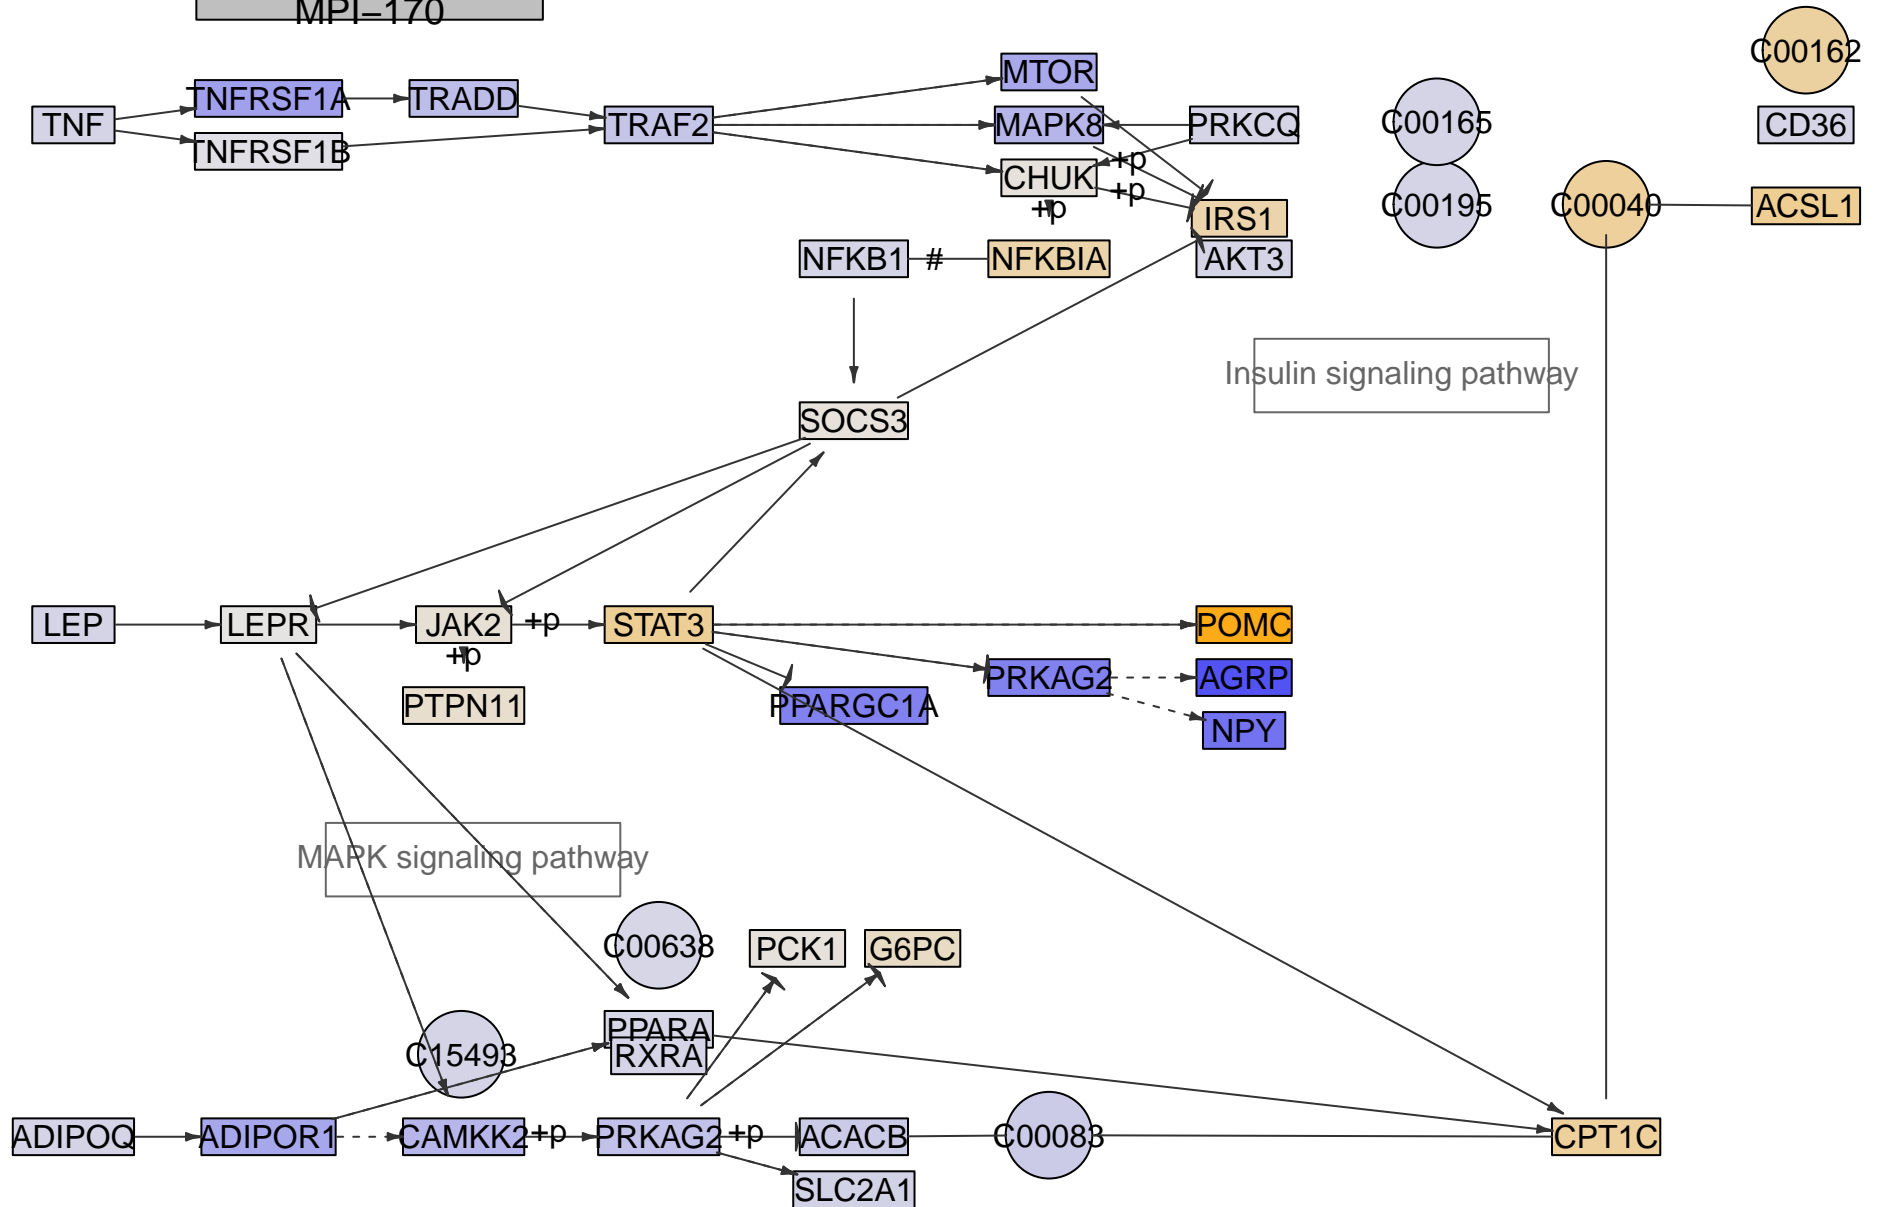 MPI–170
C00162
MTOR
TNFRSF1A
TRADD
TNF
TRAF2
MAPK8
PRKCQ
C00165
CD36
TNFRSF1B
+p
CHUK
+p
+p
IRS1
C00195
C00040
ACSL1
NFKB1
#
NFKBIA
AKT3
Insulin signaling pathway
SOCS3
LEP
LEPR
JAK2
+p
STAT3
POMC
+p
PRKAG2
AGRP
PTPN11
PPARGC1A
NPY
MAPK signaling pathway
C00638
PCK1
G6PC
PPARA
RXRA
C15493
ADIPOQ
ADIPOR1
CAMKK2
+p
PRKAG2
+p
ACACB
C00083
CPT1C
SLC2A1